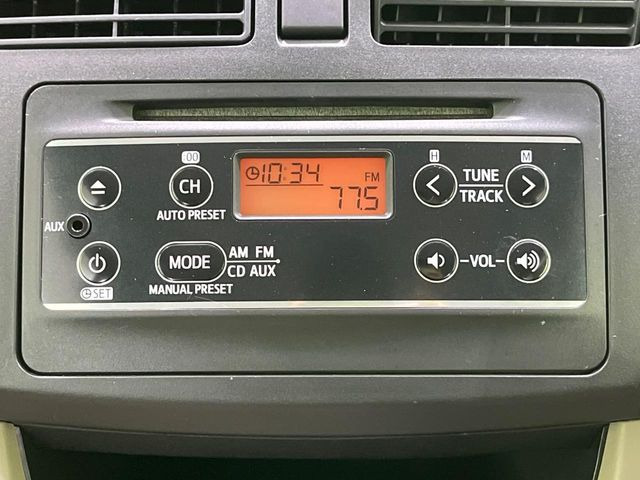 :00
CH
AUTO PRESET
10:34
FM
77.5
H
M
TUNE
TRACK
AUX
SET
MODE
AM FM
CD AUX
MANUAL PRESET
-VOL-